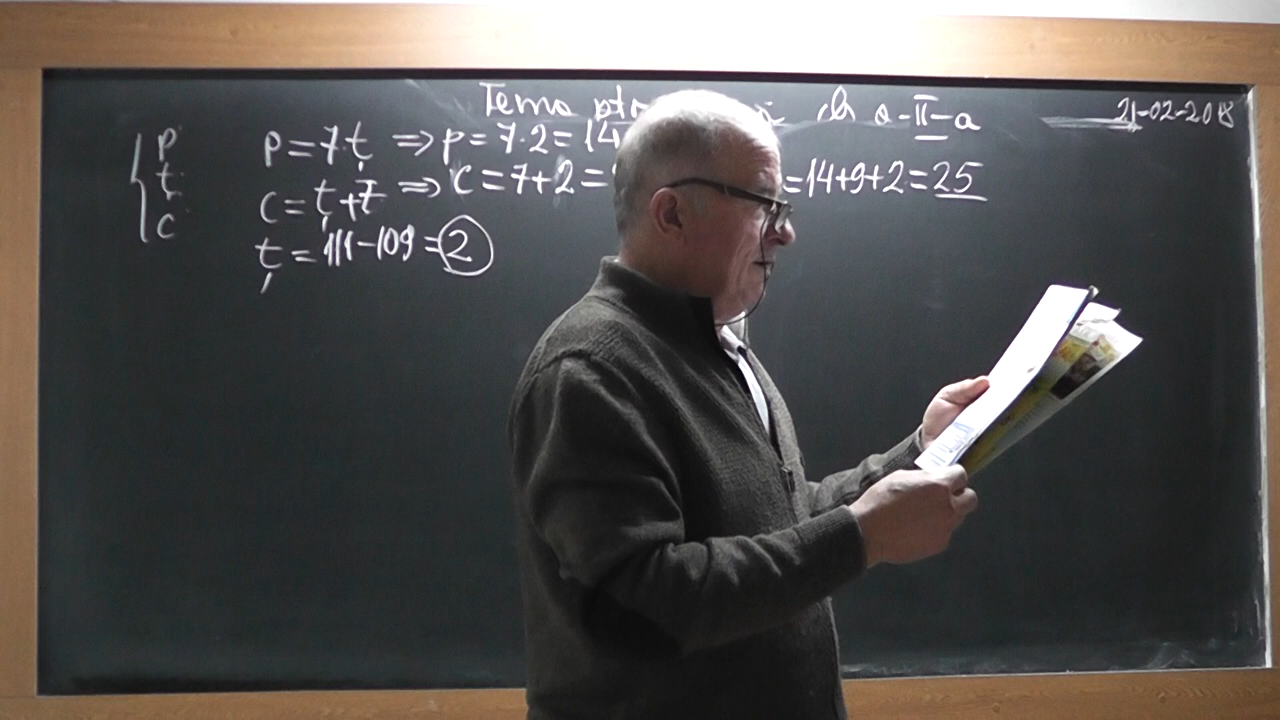 Tema a-II-a
21-02-2018
p p=7·ț ⇒ p=7·2=14
ț c=ț+7 ⇒ c=7+2= =14+9+2=25
c
ț=111-109=2